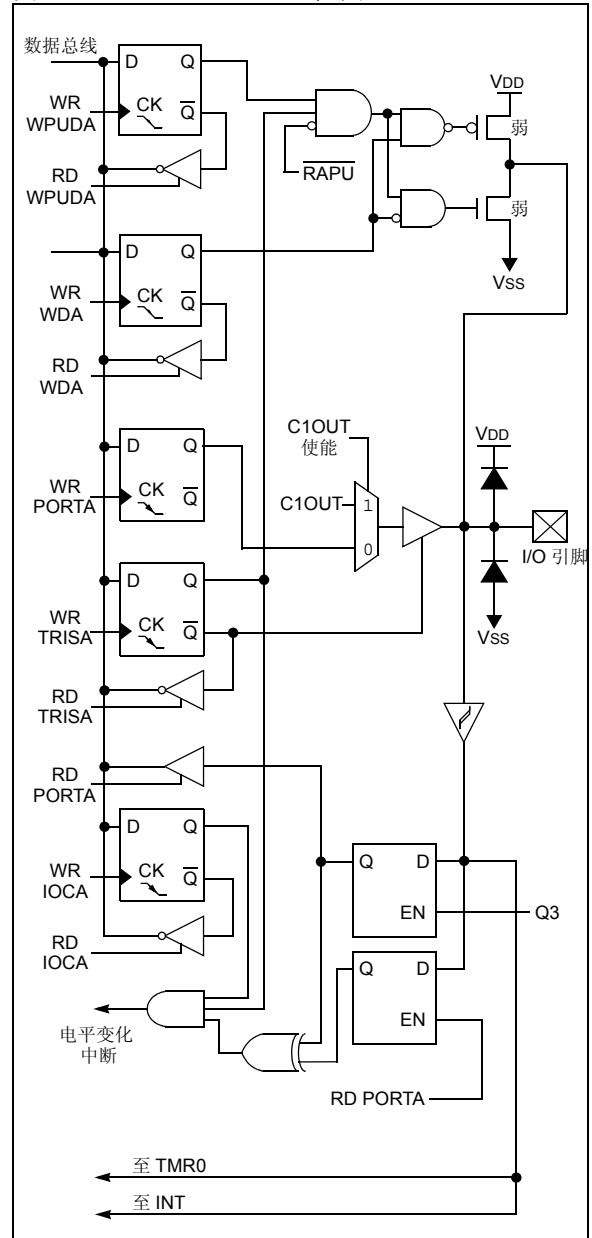 数据总线
D Q
WR
WPUDA
CK Q̅
RD
WPUDA
R̅A̅P̅U̅
VDD
弱
弱
VSS
D Q
WR
WDA
CK Q̅
RD
WDA
D Q
WR
PORTA
CK Q̅
C1OUT
使能
C1OUT
1
0
VDD
I/O 引脚
VSS
D Q
WR
TRISA
CK Q̅
RD
TRISA
RD
PORTA
D Q
WR
IOCA
CK Q̅
RD
IOCA
Q D
EN
Q3
Q D
EN
RD PORTA
电平变化
中断
至 TMR0
至 INT